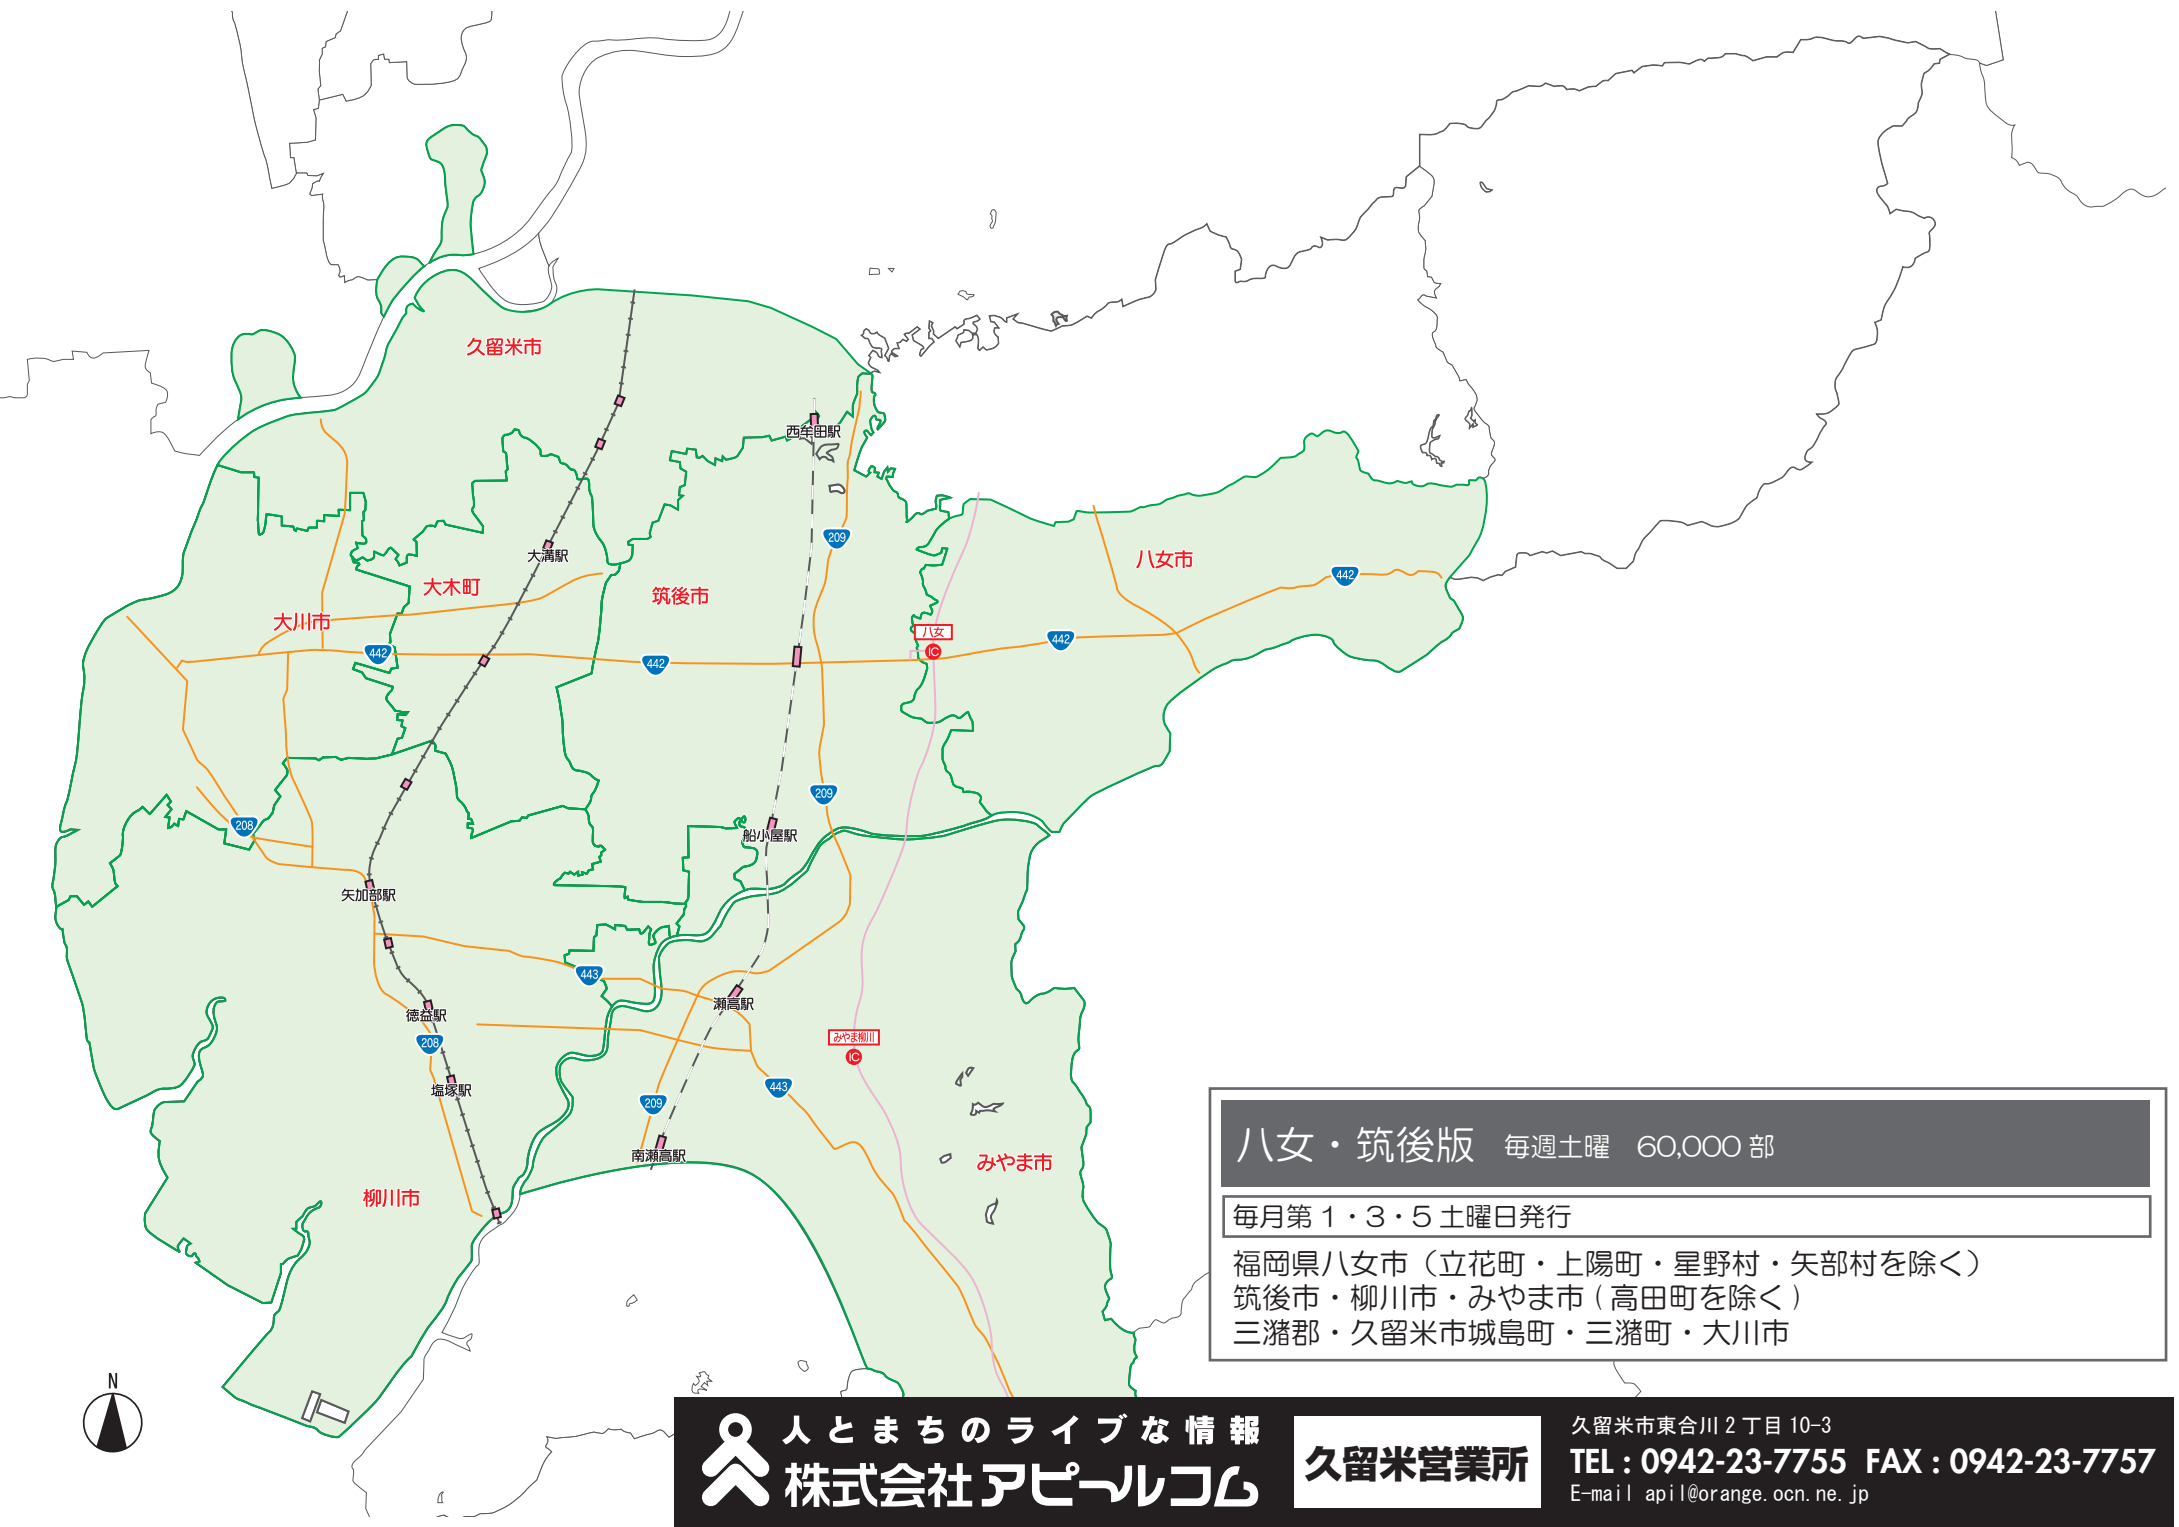 久留米市
西牟田駅
209
大溝駅
八女市
442
大木町
筑後市
大川市
八女
IC
442
442
442
209
208
船小屋駅
矢加部駅
443
瀬高駅
徳益駅
208
みやま柳川
IC
塩塚駅
443
209
南瀬高駅
みやま市
柳川市
八女・筑後版 毎週土曜 60,000 部
毎月第 1・3・5 土曜日発行
福岡県八女市（立花町・上陽町・星野村・矢部村を除く）
筑後市・柳川市・みやま市(高田町を除く)
三潴郡・久留米市城島町・三潴町・大川市
N
人とまちのライブな情報
株式会社アピールコム
久留米営業所
久留米市東合川 2 丁目 10-3
TEL : 0942-23-7755 FAX : 0942-23-7757
E-mail apil@orange.ocn.ne.jp